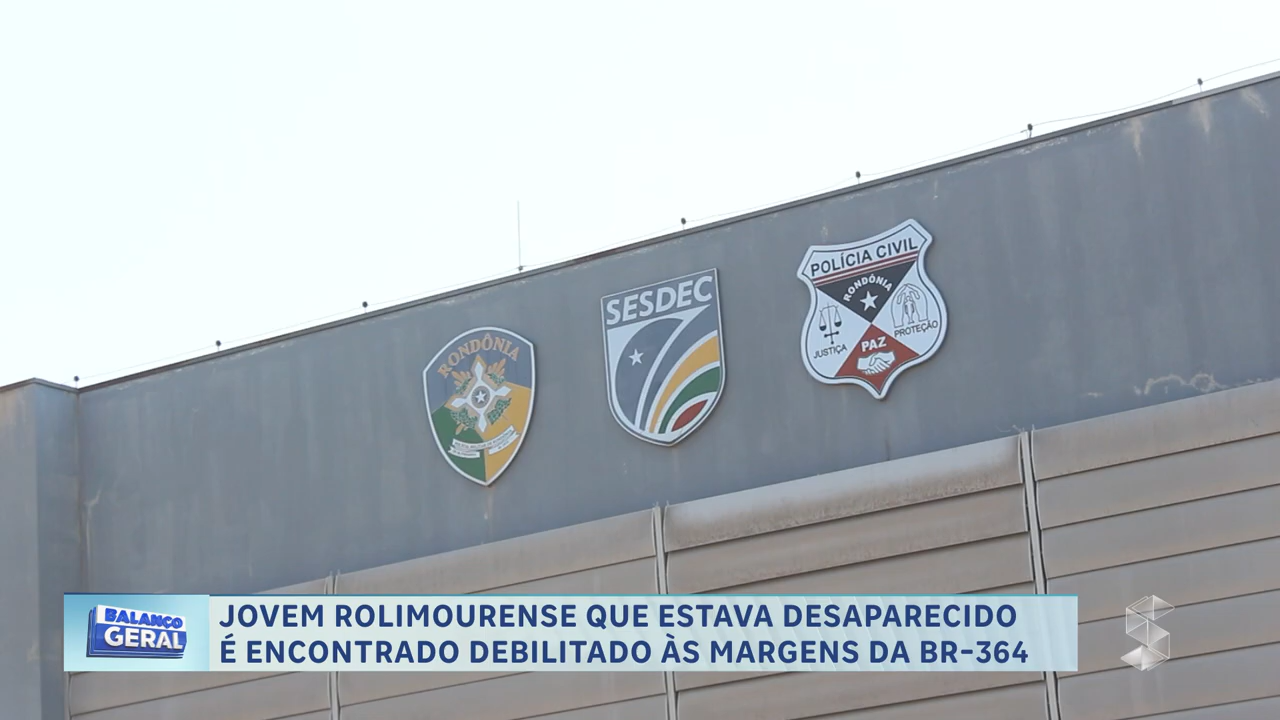 RONDÔNIA
SESDEC
POLÍCIA CIVIL
RONDÔNIA
JUSTIÇA
PAZ
PROTEÇÃO
BALANÇO
GERAL
JOVEM ROLIMOURENSE QUE ESTAVA DESAPARECIDO
É ENCONTRADO DEBILITADO ÀS MARGENS DA BR-364